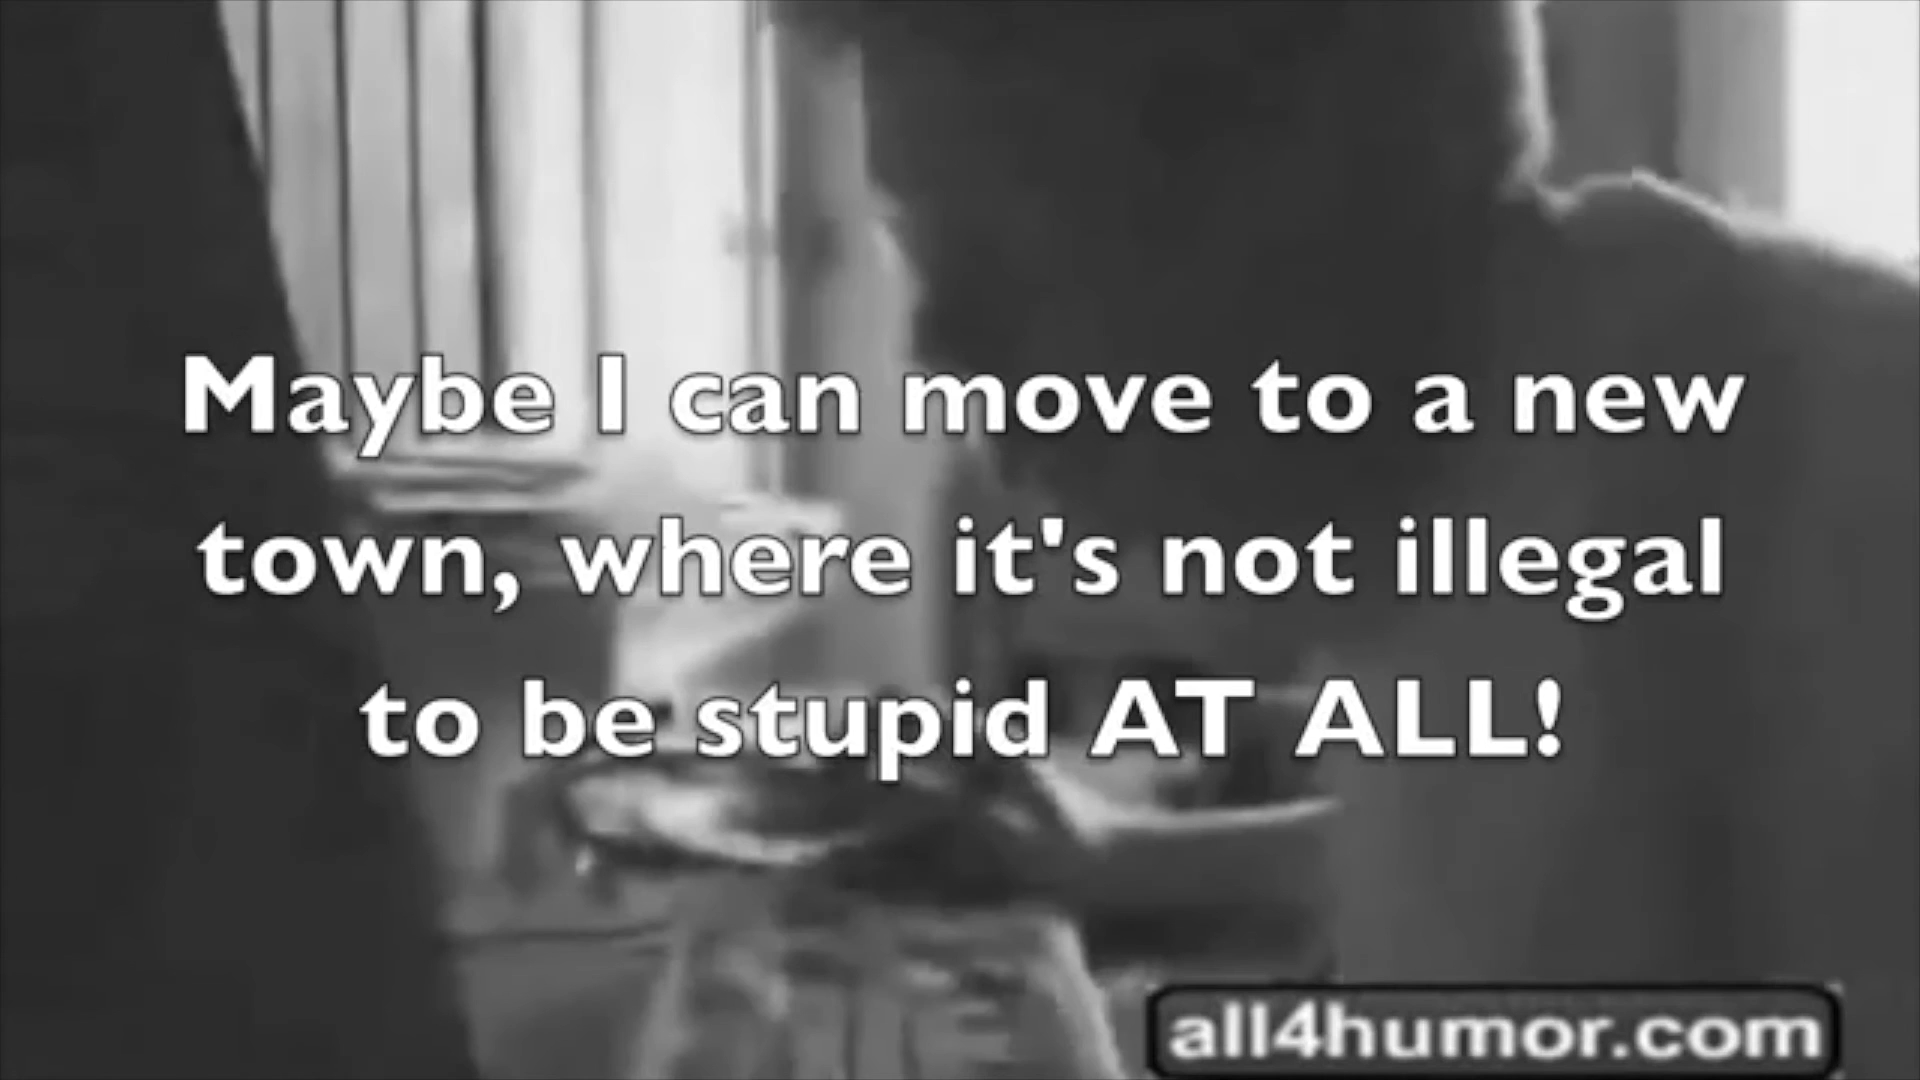 Maybe I can move to a new
town, where it's not illegal
to be stupid AT ALL!
all4humor.com